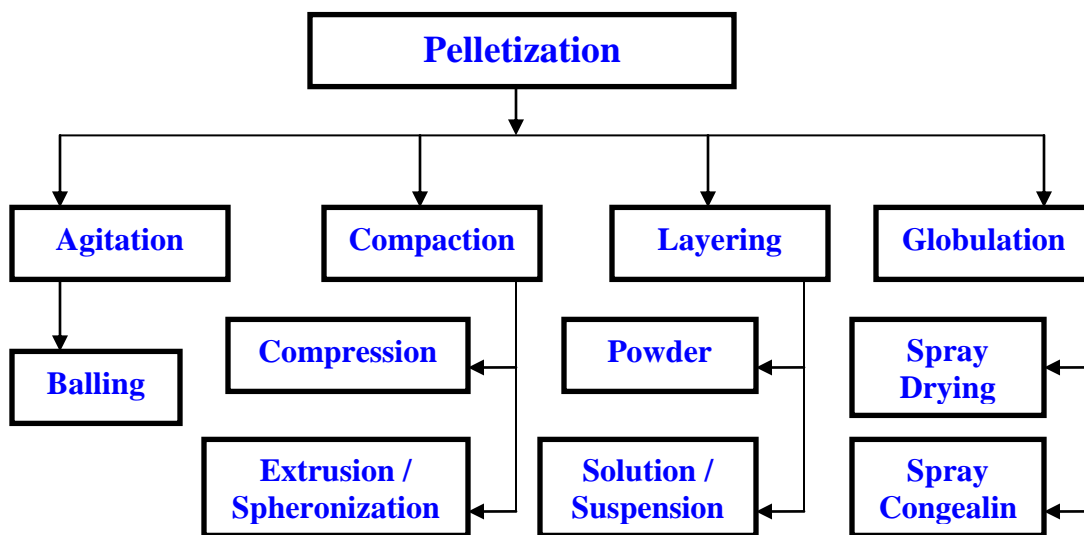 Pelletization
Agitation
Compaction
Layering
Globulation
Balling
Compression
Powder
Spray
Drying
Extrusion /
Spheronization
Solution /
Suspension
Spray
Congealin